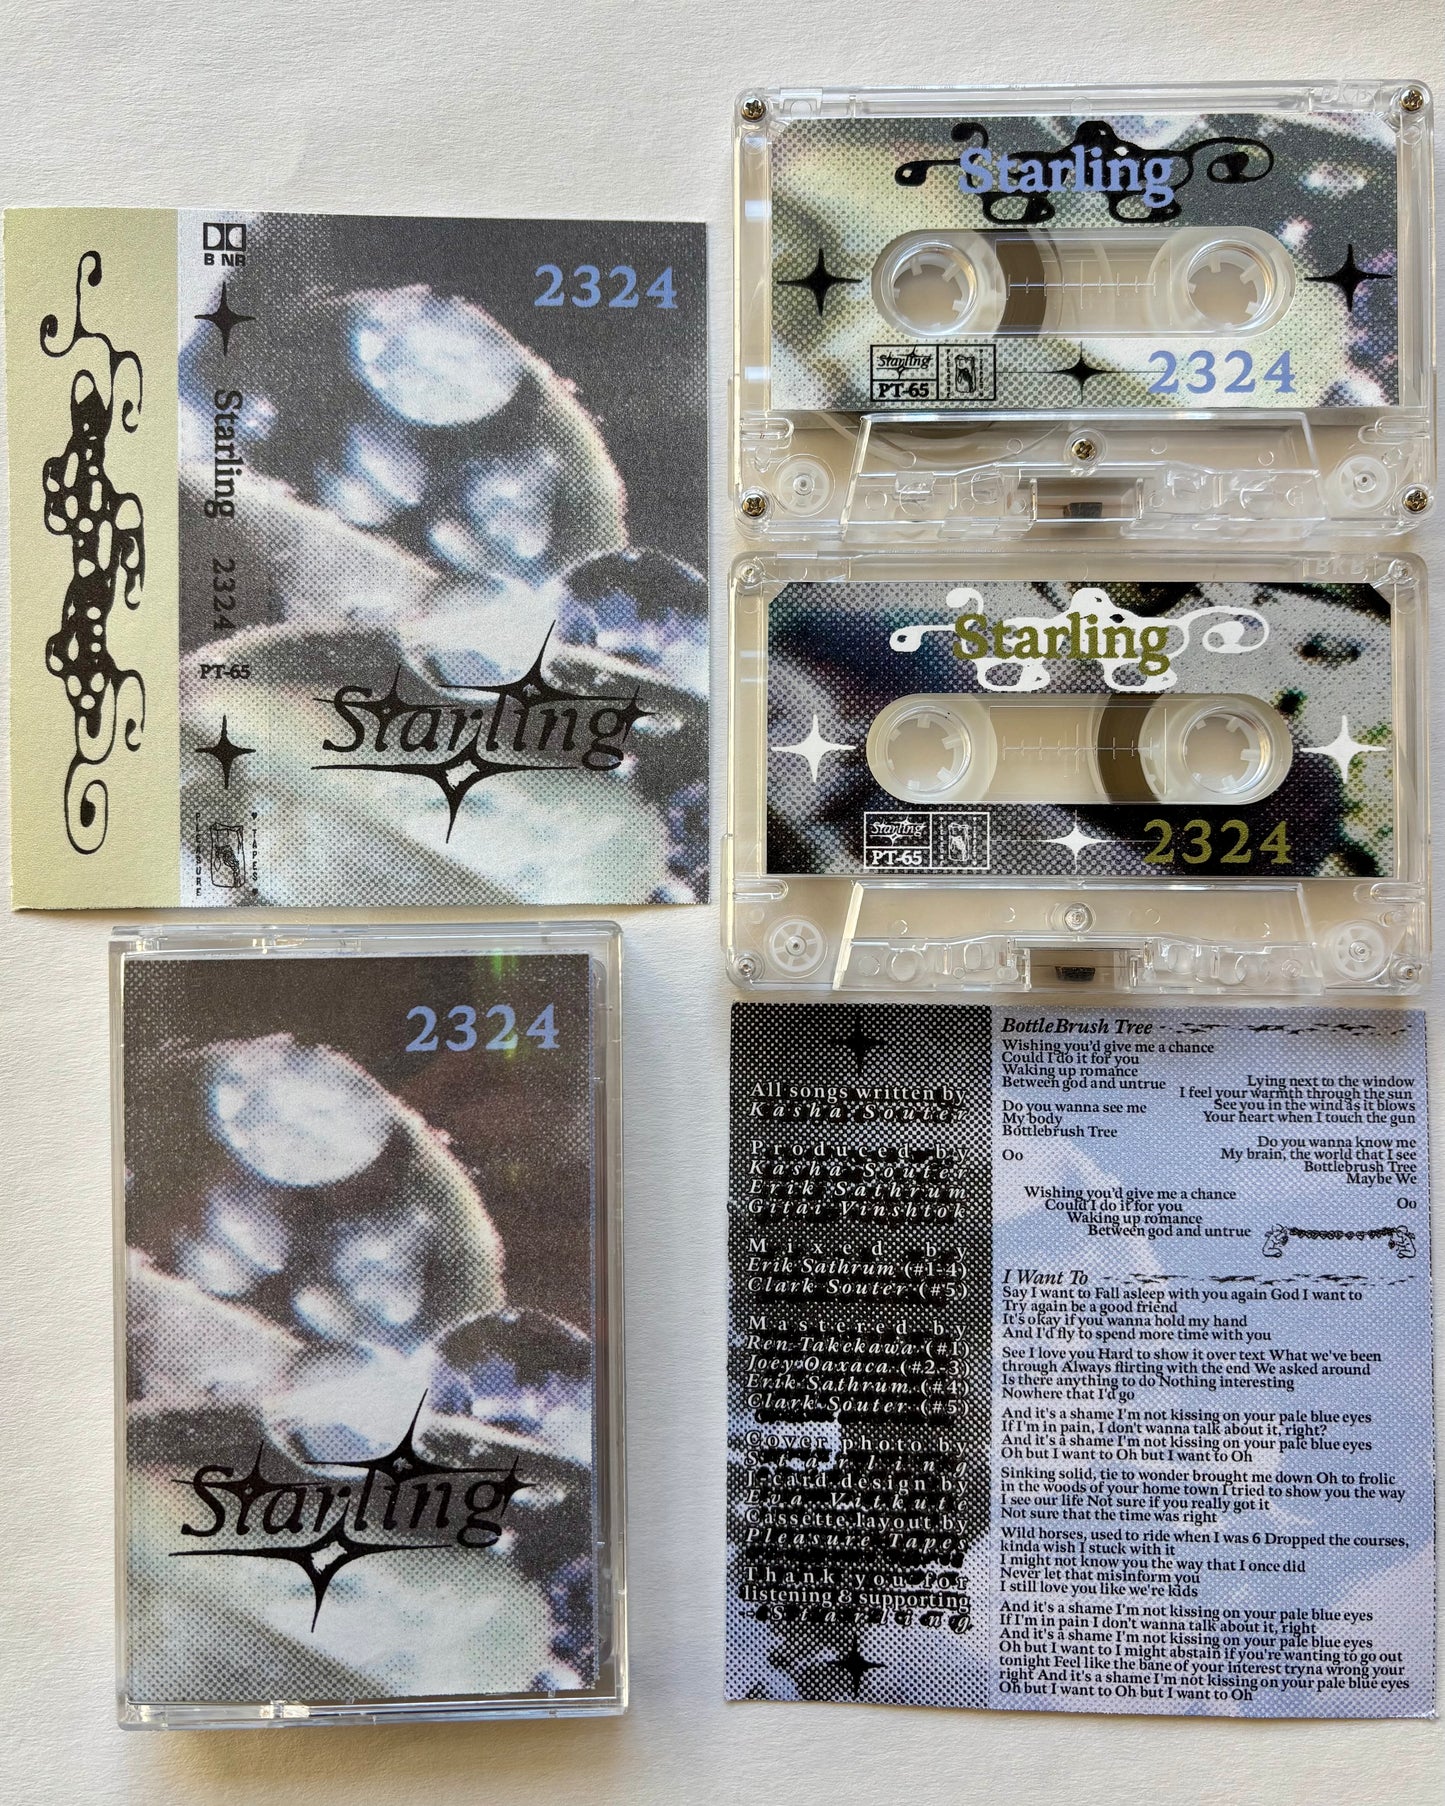 B NR
Starling 2324
PT-65
PLEASURE
TAPES
2324
Starling
Starling
Starling
PT-65
2324
Starling
Starling
PT-65
2324
2324
Starling
All songs written by
Kasha Souter
Produced by
Kasha Souter
Erik Sathrum
Gitai Vinshtok
Mixed by
Erik Sathrum (#1-4)
Clark Souter (#5)
Mastered by
Ren Takekawa (#1)
Joey Oaxaca (#2-3)
Erik Sathrum (#4)
Clark Souter (#5)
Cover photo by
Starling
J-card design by
Eva Vitkute
Cassette layout by
Pleasure Tapes
Thank you for
listening & supporting
- Starling
BottleBrush Tree
Wishing you'd give me a chance
Could I do it for you
Waking up romance
Between god and untrue
Lying next to the window
I feel your warmth through the sun
See you in the wind as it blows
Your heart when I touch the gun
Do you wanna see me
My body
Bottlebrush Tree
Oo
Do you wanna know me
My brain, the world that I see
Bottlebrush Tree
Maybe We
Oo
Wishing you'd give me a chance
Could I do it for you
Waking up romance
Between god and untrue
I Want To
Say I want to Fall asleep with you again God I want to
Try again be a good friend
It's okay if you wanna hold my hand
And I'd fly to spend more time with you
See I love you Hard to show it over text What we've been
through Always flirting with the end We asked around
Is there anything to do Nothing interesting
Nowhere that I'd go
And it's a shame I'm not kissing on your pale blue eyes
If I'm in pain, I don't wanna talk about it, right?
And it's a shame I'm not kissing on your pale blue eyes
Oh but I want to Oh but I want to Oh
Sinking solid, tie to wonder brought me down Oh to frolic
in the woods of your home town I tried to show you the way
I see our life Not sure if you really got it
Not sure that the time was right
Wild horses, used to ride when I was 6 Dropped the courses,
kinda wish I stuck with it
I might not know you the way that I once did
Never let that misinform you
I still love you like we're kids
And it's a shame I'm not kissing on your pale blue eyes
If I'm in pain I don't wanna talk about it, right
And it's a shame I'm not kissing on your pale blue eyes
Oh but I want to I might abstain if you're wanting to go out
tonight Feel like the bane of your interest tryna wrong your
right And it's a shame I'm not kissing on your pale blue eyes
Oh but I want to Oh but I want to Oh